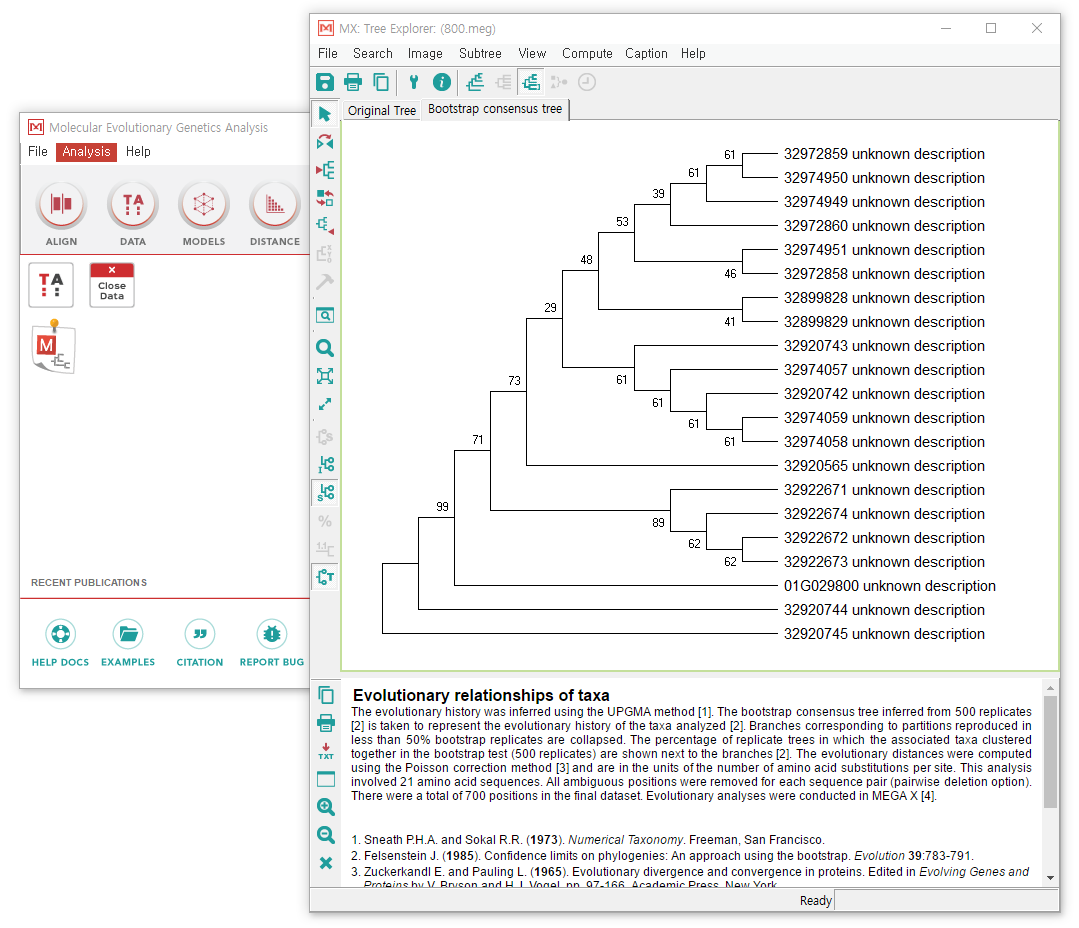 MX: Tree Explorer: (800.meg)
File Search Image Subtree View Compute Caption Help
Original Tree Bootstrap consensus tree
Molecular Evolutionary Genetics Analysis
File Analysis Help
TA
ALIGN DATA MODELS DISTANCE
TA
Close
Data
M
RECENT PUBLICATIONS
HELP DOCS EXAMPLES CITATION REPORT BUG
61 32972859 unknown description
61 32974950 unknown description
39 32974949 unknown description
53 32972860 unknown description
48 32974951 unknown description
46 32972858 unknown description
29 32899828 unknown description
41 32899829 unknown description
32920743 unknown description
73 61 32974057 unknown description
61 32920742 unknown description
61 32974059 unknown description
71 61 32974058 unknown description
32920565 unknown description
32922671 unknown description
99 89 32922674 unknown description
62 32922672 unknown description
62 32922673 unknown description
01G029800 unknown description
32920744 unknown description
32920745 unknown description
TXT
Evolutionary relationships of taxa
The evolutionary history was inferred using the UPGMA method [1]. The bootstrap consensus tree inferred from 500 replicates
[2] is taken to represent the evolutionary history of the taxa analyzed [2]. Branches corresponding to partitions reproduced in
less than 50% bootstrap replicates are collapsed. The percentage of replicate trees in which the associated taxa clustered
together in the bootstrap test (500 replicates) are shown next to the branches [2]. The evolutionary distances were computed
using the Poisson correction method [3] and are in the units of the number of amino acid substitutions per site. This analysis
involved 21 amino acid sequences. All ambiguous positions were removed for each sequence pair (pairwise deletion option).
There were a total of 700 positions in the final dataset. Evolutionary analyses were conducted in MEGA X [4].
1. Sneath P.H.A. and Sokal R.R. (1973). Numerical Taxonomy. Freeman, San Francisco.
2. Felsenstein J. (1985). Confidence limits on phylogenies: An approach using the bootstrap. Evolution 39:783-791.
3. Zuckerkandl E. and Pauling L. (1965). Evolutionary divergence and convergence in proteins. Edited in Evolving Genes and
Proteins by V. Bryson and H.J. Vogel, pp. 97-166. Academic Press, New York.
Ready